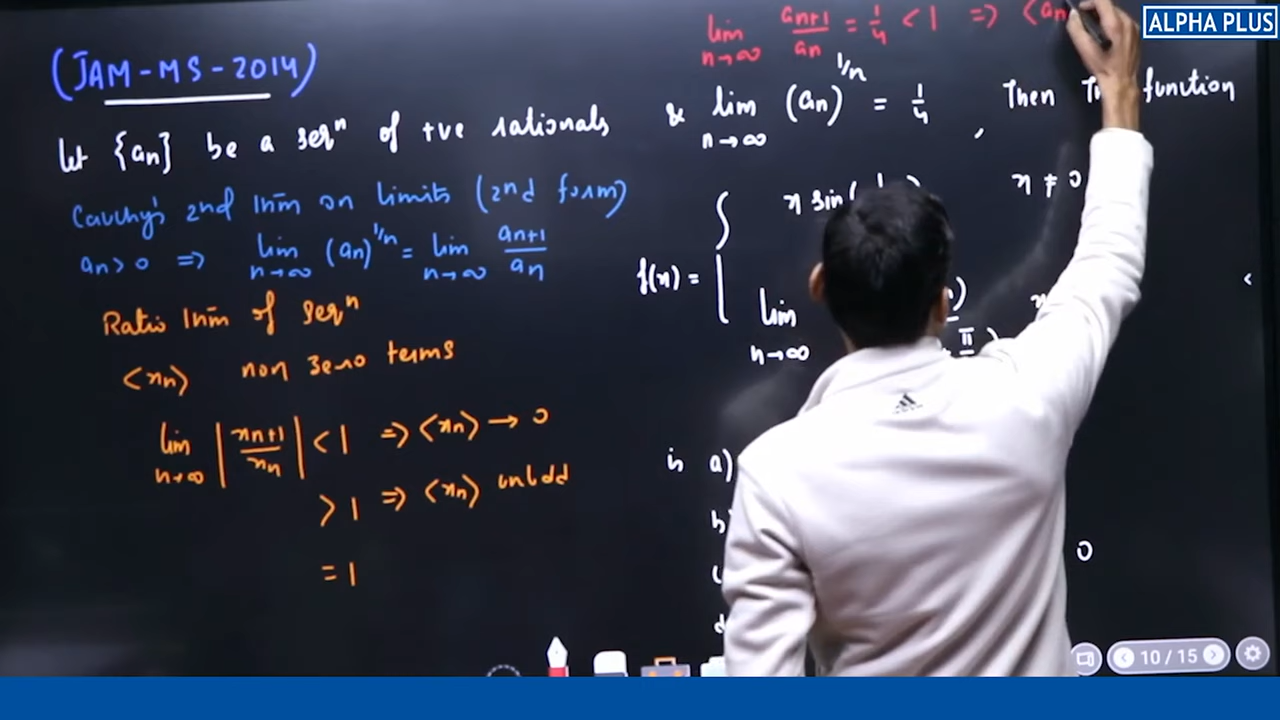 ALPHA PLUS
(JAM-MS-2014)
Let {an} be a seqⁿ of +ve rationals
Cauchy's 2nd thm on limits (2nd form)
an>0 => lim n→∞ (an)^1/n = lim n→∞ an+1/an
Ratio thm of seqⁿ
<xn> non zero terms
lim n→∞ |xn+1/xn| < 1 => <xn> → 0
> 1 => <xn> unbdd
= 1
lim n→∞ an+1/an = 1/4 < 1 => <an
& lim n→∞ (an)^1/n = 1/4 , Then the function
x sin( x ≠ 0
f(x) =
lim n→∞ π
is a)
b)
0
10 / 15